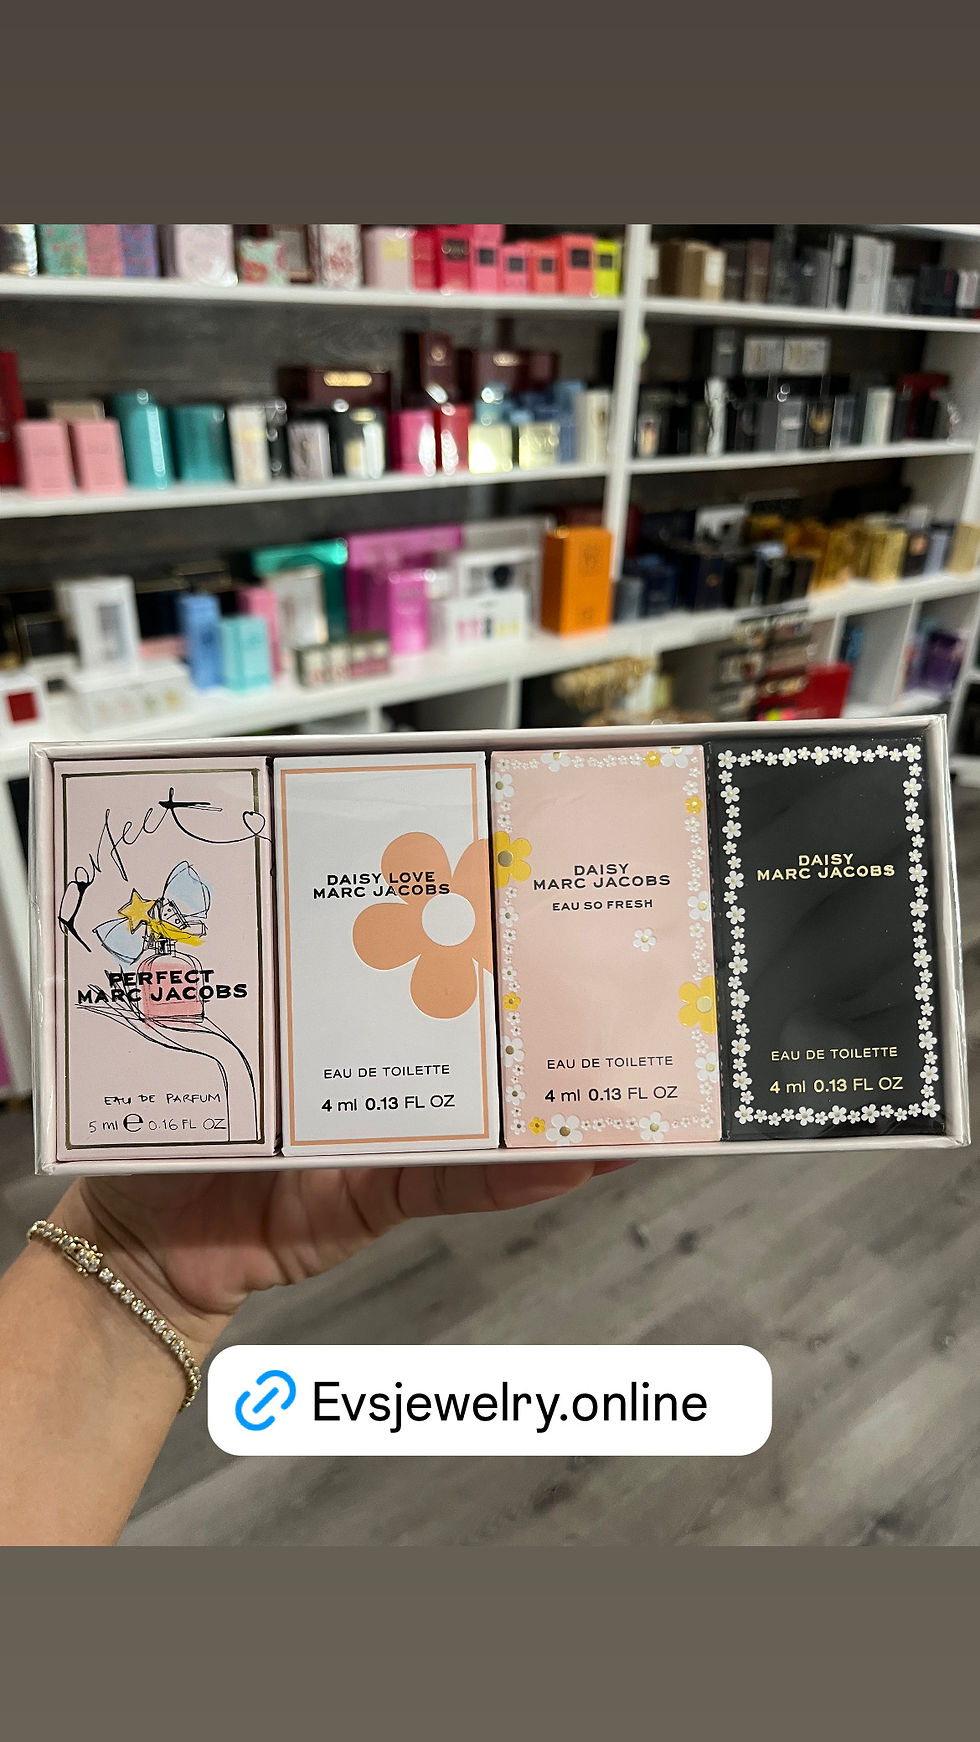 perfect
PERFECT
MARC JACOBS
EAU DE PARFUM
5 ml e 0.16 FL OZ
DAISY LOVE
MARC JACOBS
EAU DE TOILETTE
4 ml 0.13 FL OZ
DAISY
MARC JACOBS
EAU SO FRESH
EAU DE TOILETTE
4 ml 0.13 FL OZ
DAISY
MARC JACOBS
EAU DE TOILETTE
4 ml 0.13 FL OZ
Evsjewelry.online